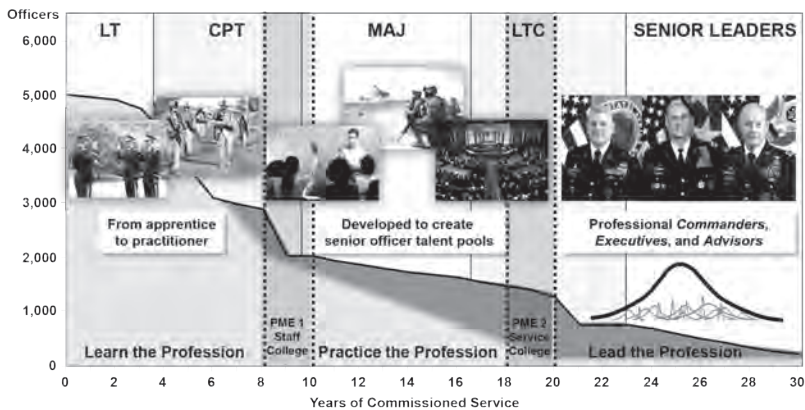 Officers
6,000
5,000
4,000
3,000
2,000
1,000
0
LT
CPT
MAJ
LTC
SENIOR LEADERS
From apprentice
to practitioner
Developed to create
senior officer talent pools
Professional Commanders,
Executives, and Advisors
PME 1
Staff
College
PME 2
Service
College
Learn the Profession
Practice the Profession
Lead the Profession
0 2 4 6 8 10 12 14 16 18 20 22 24 26 28 30
Years of Commissioned Service